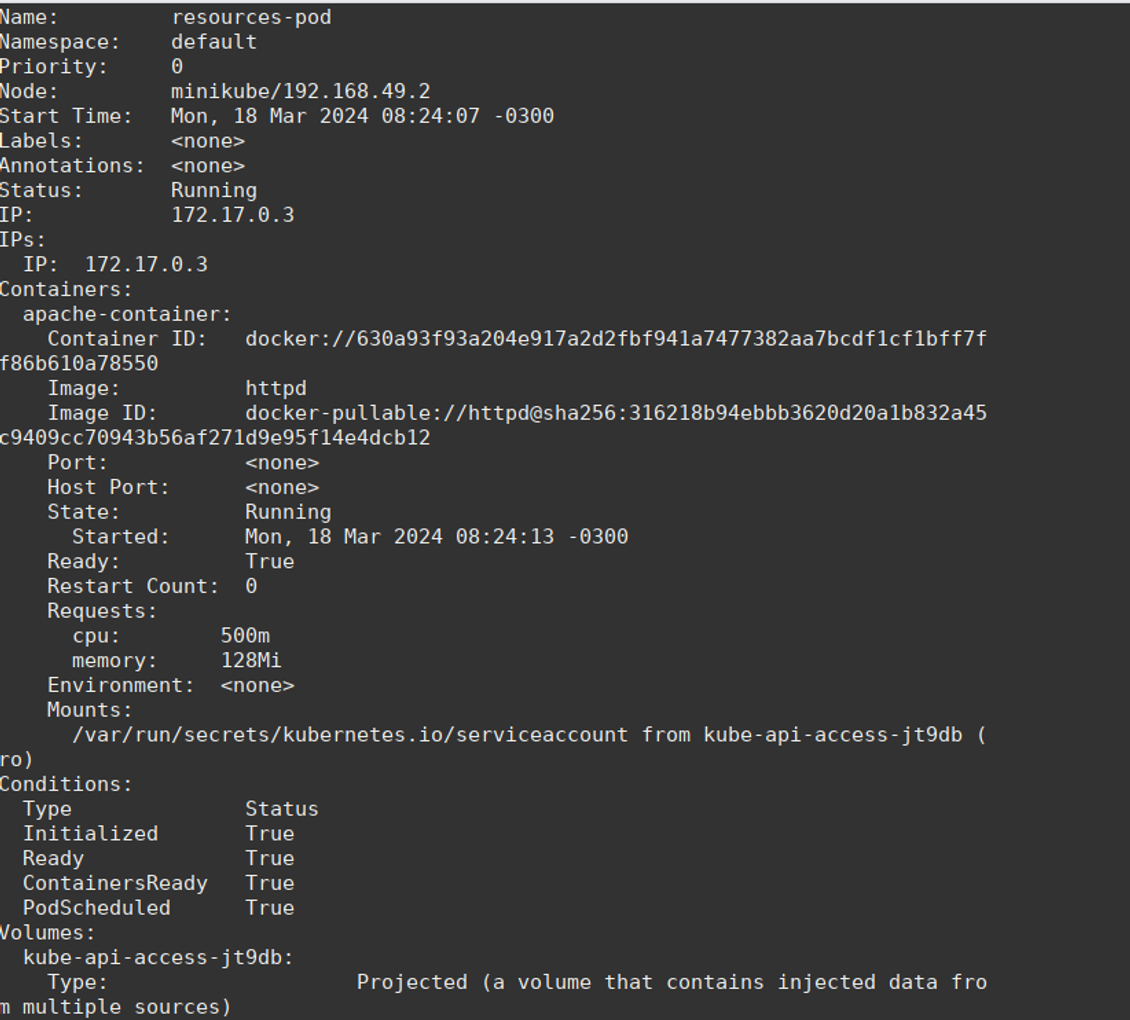 Name:         resources-pod
Namespace:    default
Priority:     0
Node:         minikube/192.168.49.2
Start Time:   Mon, 18 Mar 2024 08:24:07 -0300
Labels:       <none>
Annotations:  <none>
Status:       Running
IP:           172.17.0.3
IPs:
  IP:  172.17.0.3
Containers:
  apache-container:
    Container ID:   docker://630a93f93a204e917a2d2fbf941a7477382aa7bcdf1cf1bff7f
f86b610a78550
    Image:          httpd
    Image ID:       docker-pullable://httpd@sha256:316218b94ebbb3620d20a1b832a45
c9409cc70943b56af271d9e95f14e4dcb12
    Port:           <none>
    Host Port:      <none>
    State:          Running
      Started:      Mon, 18 Mar 2024 08:24:13 -0300
    Ready:          True
    Restart Count:  0
    Requests:
      cpu:        500m
      memory:     128Mi
    Environment:  <none>
    Mounts:
      /var/run/secrets/kubernetes.io/serviceaccount from kube-api-access-jt9db (
ro)
Conditions:
  Type              Status
  Initialized       True
  Ready             True
  ContainersReady   True
  PodScheduled      True
Volumes:
  kube-api-access-jt9db:
    Type:                    Projected (a volume that contains injected data fro
m multiple sources)